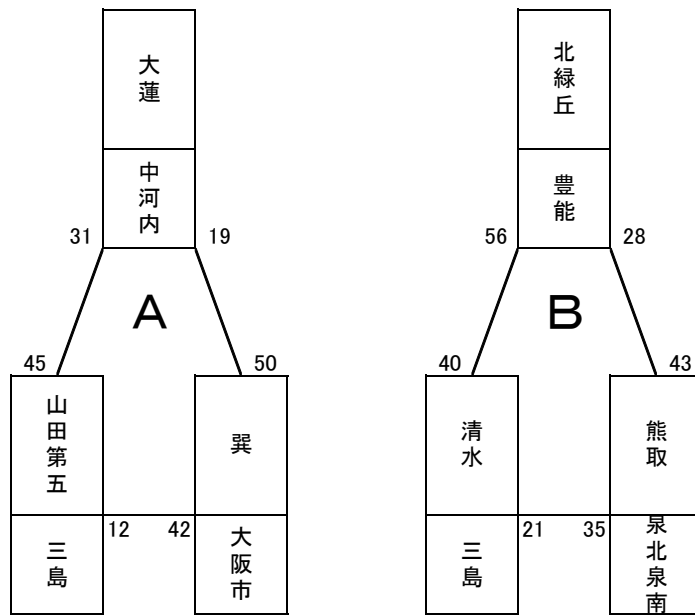 大蓮
中河内
31
19
A
45
50
山田第五
巽
三島
12
42
大阪市
北緑丘
豊能
56
28
B
40
43
清水
熊取
三島
21
35
泉北泉南